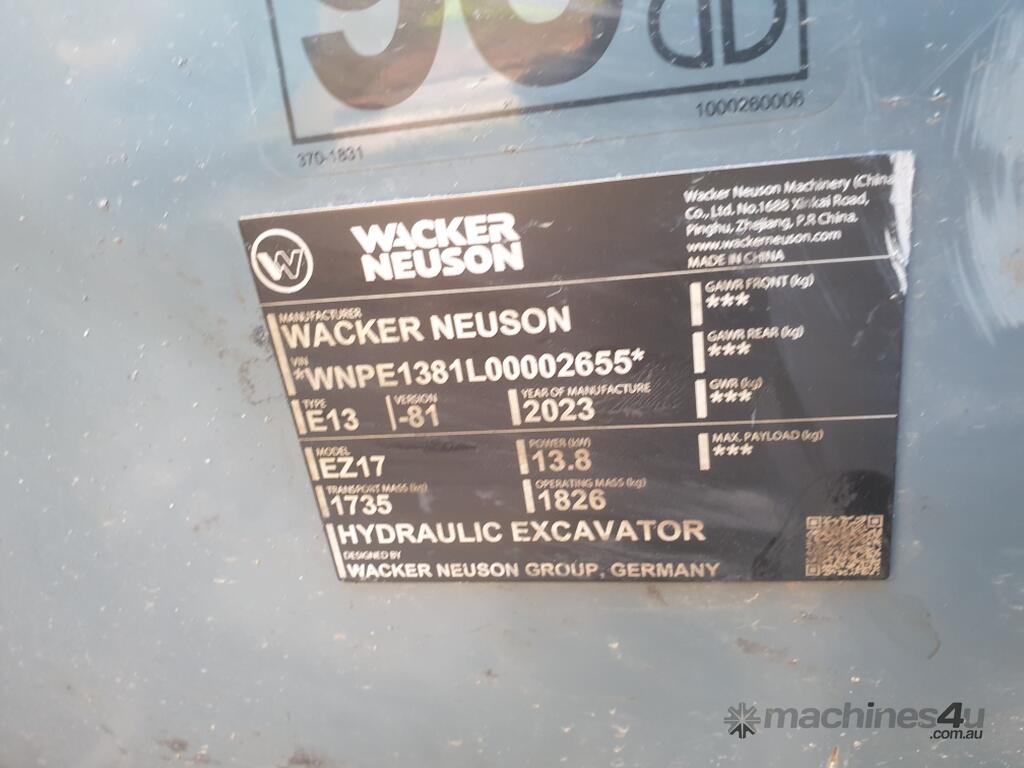 93 dB
1000260006
370-1831
W
WACKER
NEUSON
Wacker Neuson Machinery (China
Co., Ltd. No.1688 Xinkai Road,
Pinghu, Zhejiang, P.R China.
www.wackerneuson.com
MADE IN CHINA
MANUFACTURER
WACKER NEUSON
VIN
*WNPE1381L00002655*
TYPE
E13
VERSION
-81
YEAR OF MANUFACTURE
2023
GAWR FRONT (kg)
***
GAWR REAR (kg)
***
GWR (kg)
***
MODEL
EZ17
POWER (kW)
13.8
MAX. PAYLOAD (kg)
***
TRANSPORT MASS (kg)
1735
OPERATING MASS (kg)
1826
HYDRAULIC EXCAVATOR
DESIGNED BY
WACKER NEUSON GROUP, GERMANY
machines4u
.com.au